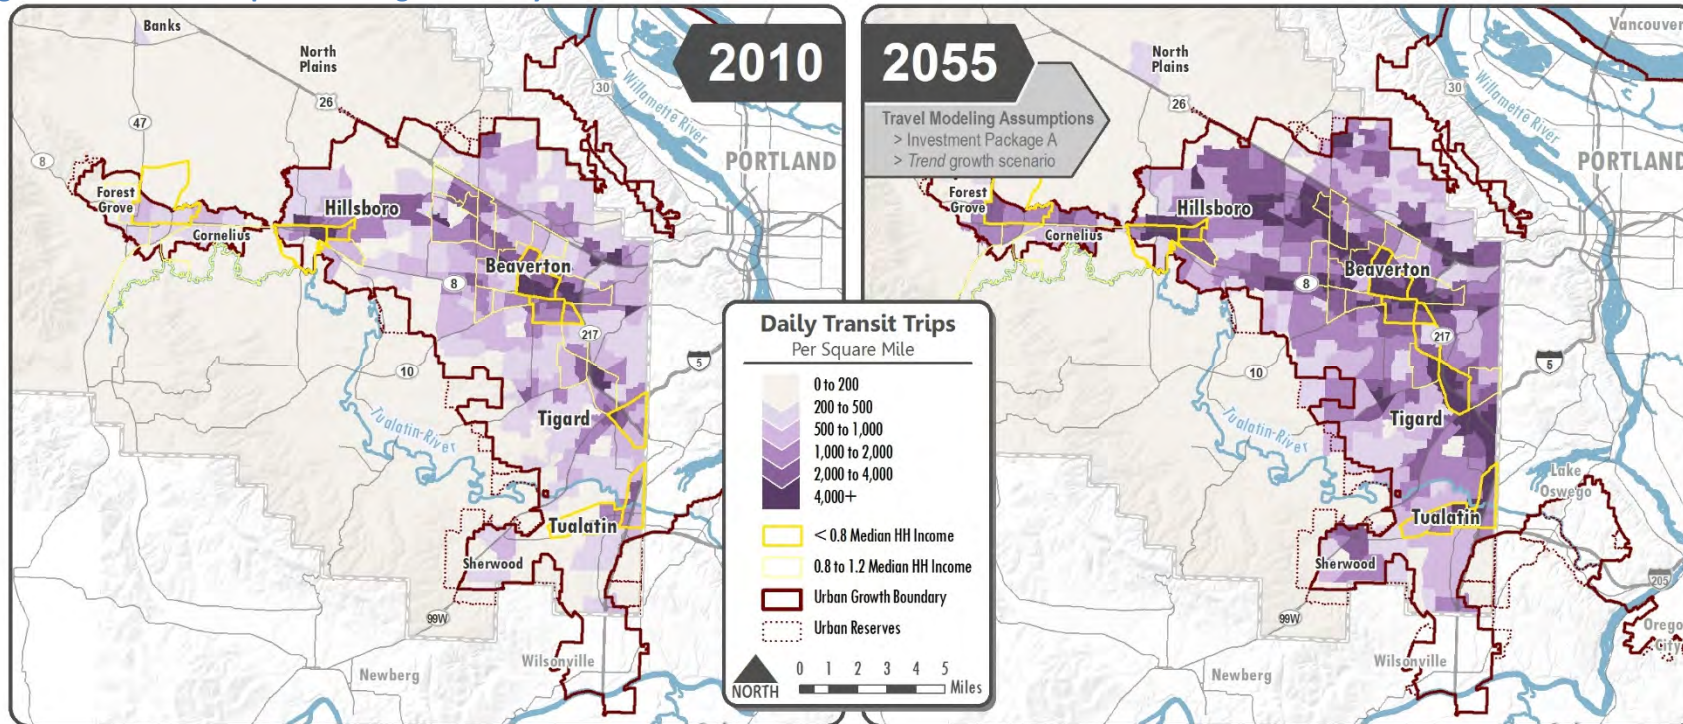 2010
Banks
North
Plains
26
30
47
8
Willamette River
PORTLAND
Forest
Grove
Hillsboro
Cornelius
Beaverton
8
217
10
5
Tigard
Tualatin-River
Tualatin
Sherwood
99W
Newberg
Wilsonville
Daily Transit Trips
Per Square Mile
0 to 200
200 to 500
500 to 1,000
1,000 to 2,000
2,000 to 4,000
4,000+
< 0.8 Median HH Income
0.8 to 1.2 Median HH Income
Urban Growth Boundary
Urban Reserves
NORTH
0 1 2 3 4 5
Miles
2055
Travel Modeling Assumptions
> Investment Package A
> Trend growth scenario
Vancouver
North
Plains
26
30
Willamette River
PORTLAND
Forest
Grove
Hillsboro
Cornelius
Beaverton
8
217
10
5
Tigard
Tualatin-River
Lake
Oswego
Tualatin
Sherwood
205
99W
Orego
City
Newberg
Wilsonville